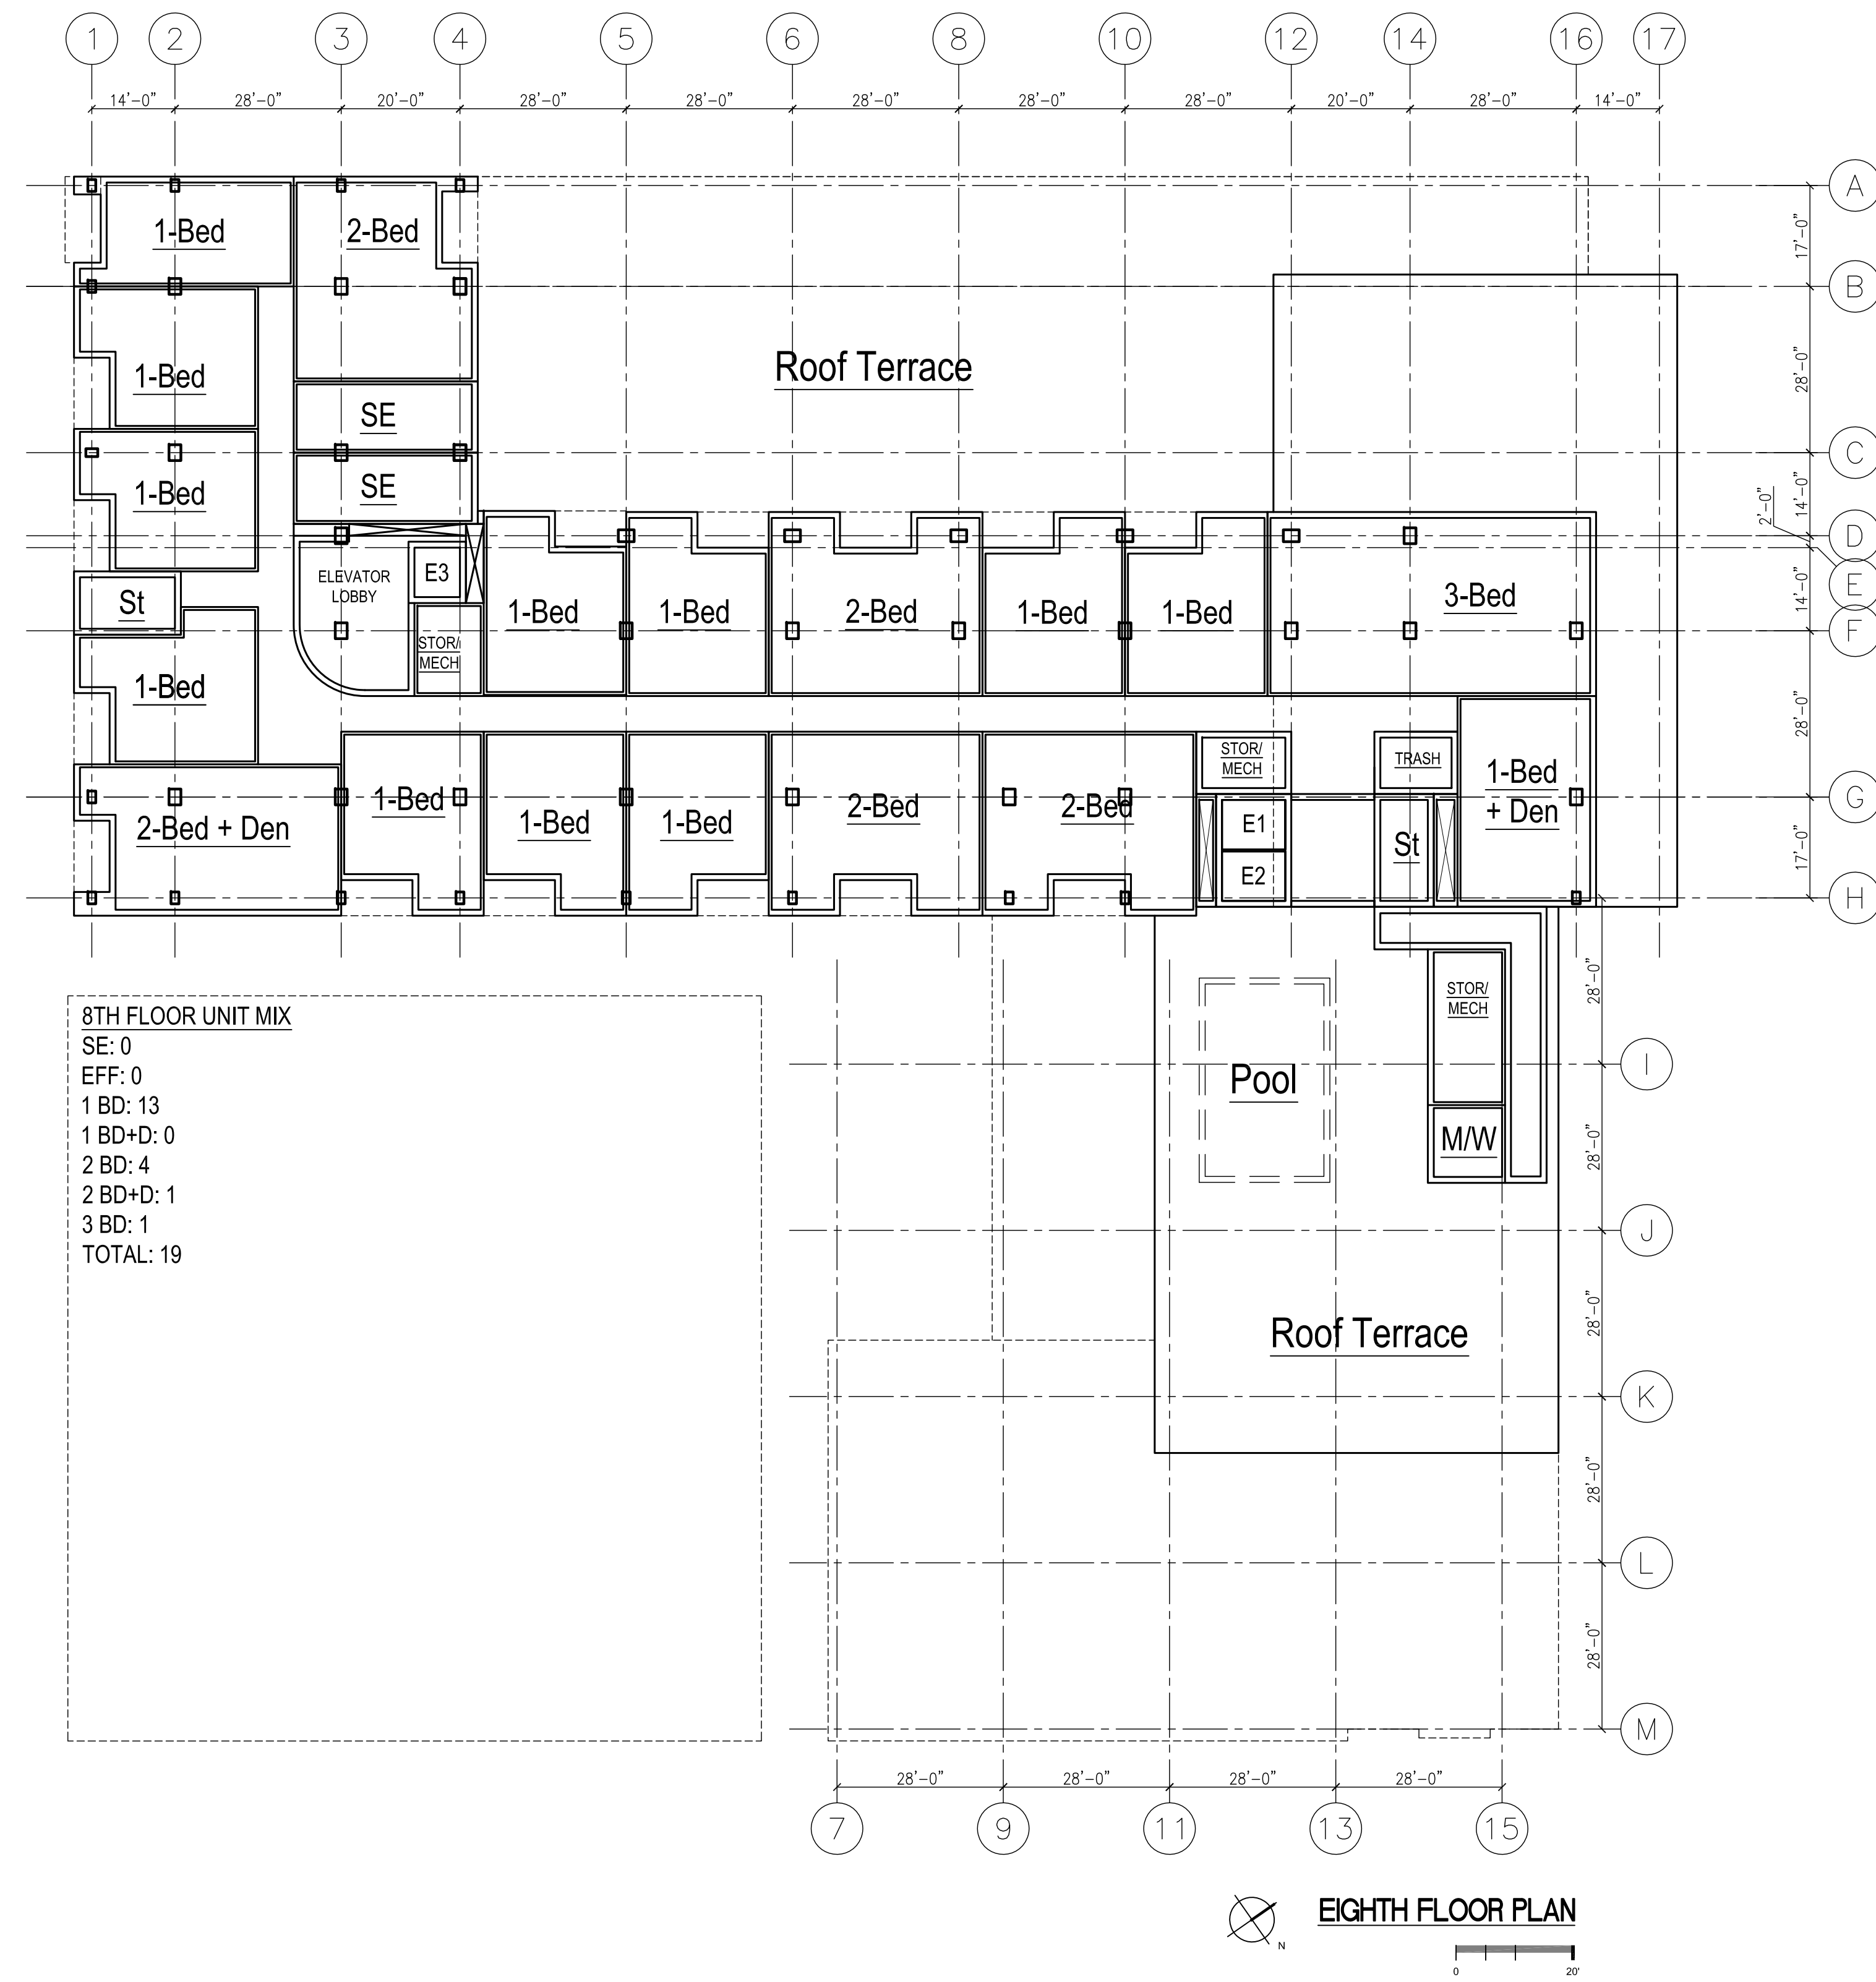 1 2 3 4 5 6 8 10 12 14 16 17
14'-0" 28'-0" 20'-0" 28'-0" 28'-0" 28'-0" 28'-0" 28'-0" 20'-0" 28'-0" 14'-0"
A
17'-0"
1-Bed 2-Bed
B
28'-0"
Roof Terrace
1-Bed
SE
C
1-Bed
SE
14'-0"
2'-0"
D
E
14'-0"
F
ELEVATOR
LOBBY
E3
St
STOR/
MECH
1-Bed 1-Bed 2-Bed 1-Bed 1-Bed 3-Bed
1-Bed
28'-0"
STOR/
MECH
TRASH
1-Bed
+ Den
G
2-Bed + Den 1-Bed 1-Bed 1-Bed 2-Bed 2-Bed
E1
E2
St
17'-0"
H
28'-0"
STOR/
MECH
Pool
I
M/W
28'-0"
J
28'-0"
Roof Terrace
K
28'-0"
L
28'-0"
M
8TH FLOOR UNIT MIX
SE: 0
EFF: 0
1 BD: 13
1 BD+D: 0
2 BD: 4
2 BD+D: 1
3 BD: 1
TOTAL: 19
28'-0" 28'-0" 28'-0" 28'-0"
7 9 11 13 15
N
EIGHTH FLOOR PLAN
0 20'